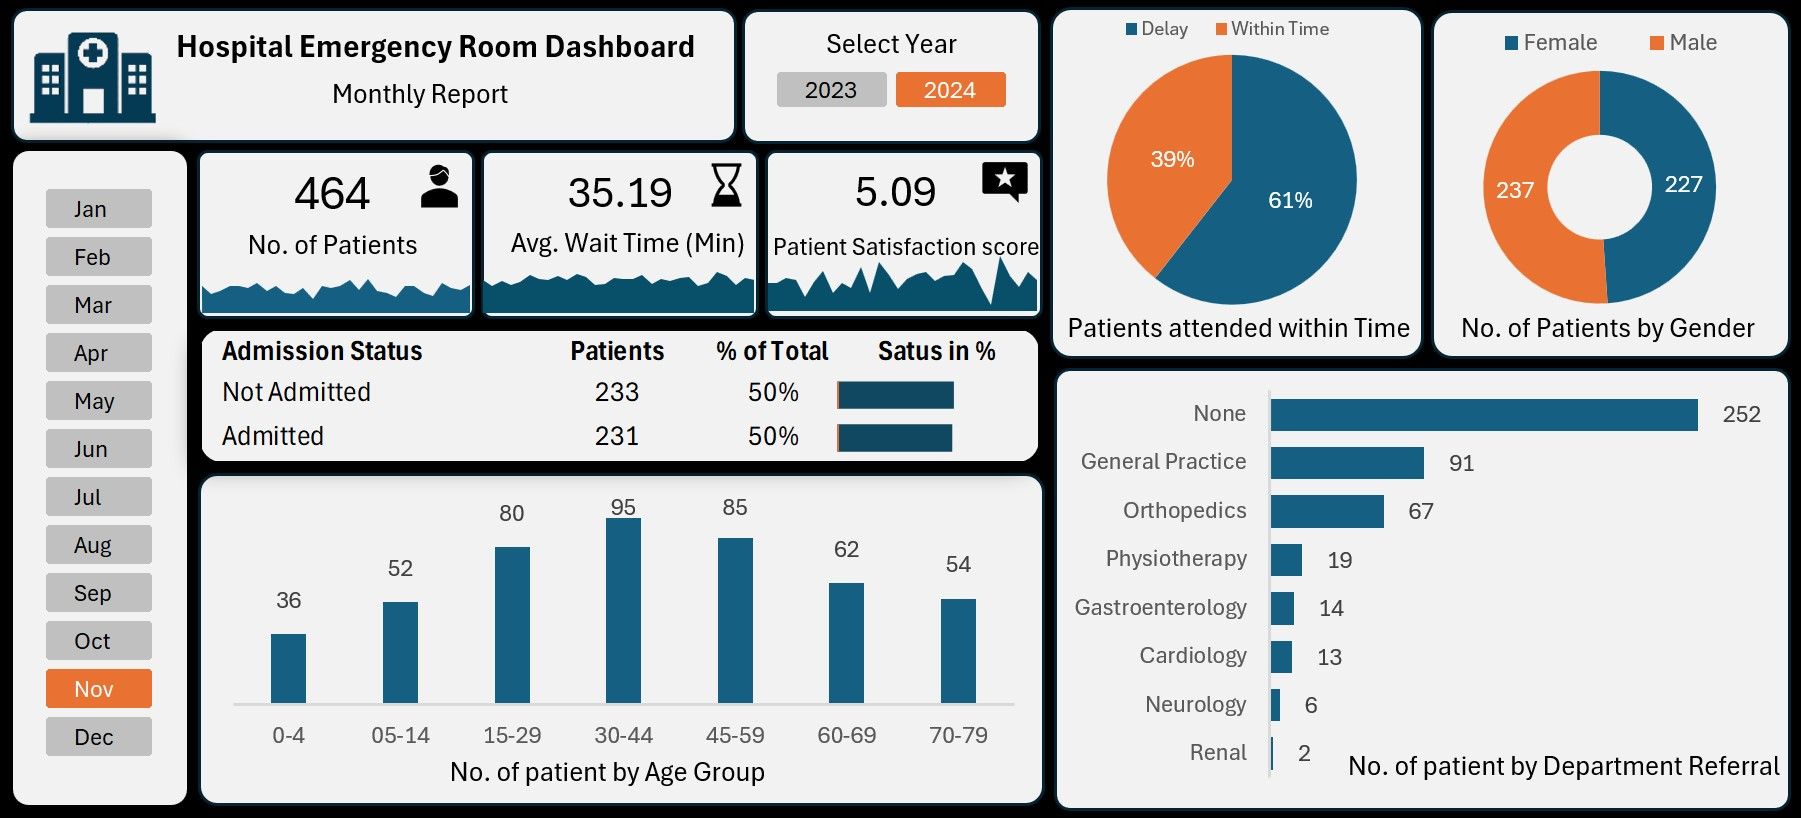 Hospital Emergency Room Dashboard
Monthly Report
Select Year
2023 2024
Jan
Feb
Mar
Apr
May
Jun
Jul
Aug
Sep
Oct
Nov
Dec
464
No. of Patients
35.19
Avg. Wait Time (Min)
5.09
Patient Satisfaction score
Delay Within Time
39%
61%
Patients attended within Time
Female Male
237 227
No. of Patients by Gender
Admission Status Patients % of Total Satus in %
Not Admitted 233 50%
Admitted 231 50%
36 52 80 95 85 62 54
0-4 05-14 15-29 30-44 45-59 60-69 70-79
No. of patient by Age Group
None 252
General Practice 91
Orthopedics 67
Physiotherapy 19
Gastroenterology 14
Cardiology 13
Neurology 6
Renal 2
No. of patient by Department Referral